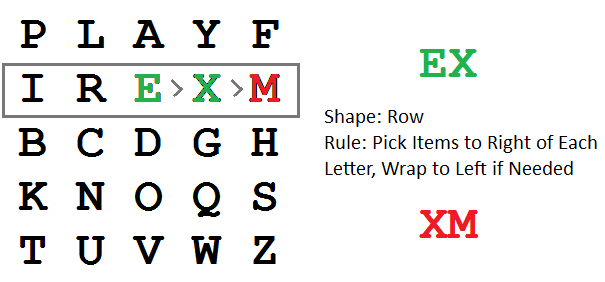 P L A Y F
I R E > X > M
B C D G H
K N O Q S
T U V W Z
EX
Shape: Row
Rule: Pick Items to Right of Each
Letter, Wrap to Left if Needed
XM